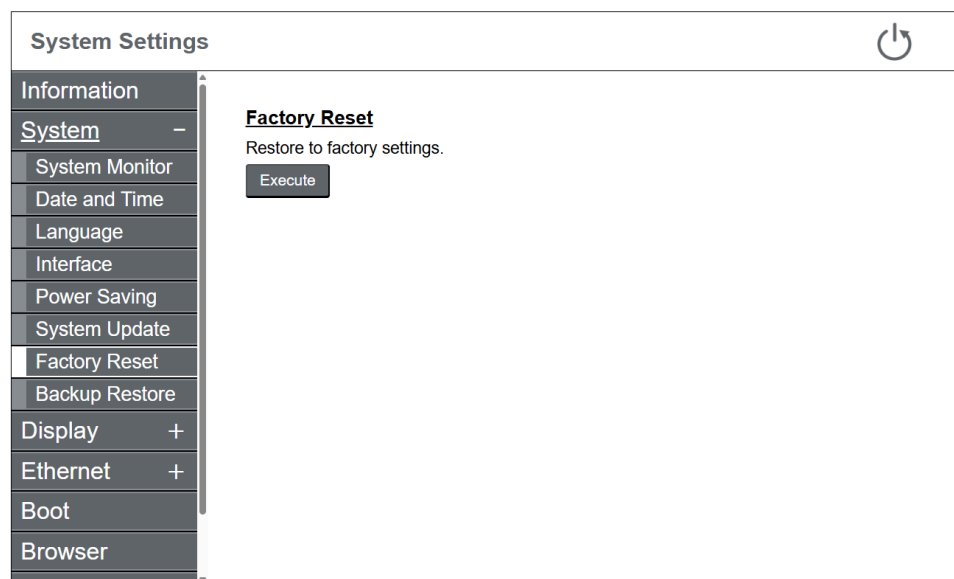 System Settings
Information
System −
System Monitor
Date and Time
Language
Interface
Power Saving
System Update
Factory Reset
Backup Restore
Display +
Ethernet +
Boot
Browser
Factory Reset
Restore to factory settings.
Execute